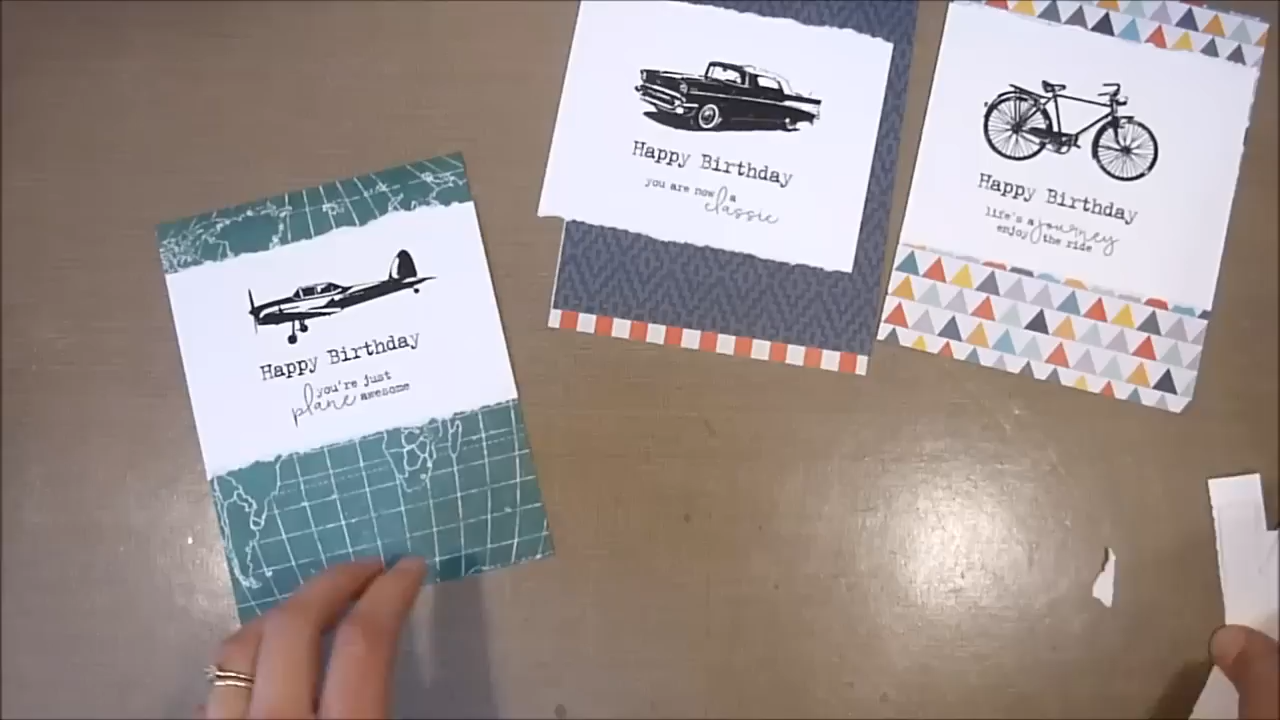 Happy Birthday
you're just
plane awesome
Happy Birthday
you are now a
classic
Happy Birthday
life's a journey
enjoy the ride